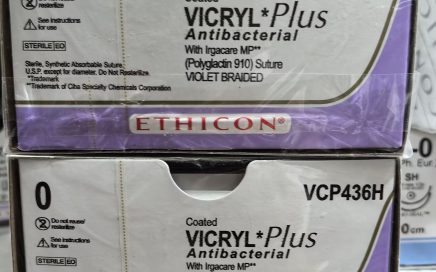 Coated
Do not reuse/
resterilize
VICRYL*Plus
Antibacterial
See instructions
for use
With Irgacare MP**
STERILE EO
(Polyglactin 910) Suture
VIOLET BRAIDED
Sterile, Synthetic Absorbable Suture
U.S.P. except for diameter. Do Not Resterilize.
*Trademark
**Trademark of Ciba Specialty Chemicals Corporation
ETHICON®
0
VCP436H
Do not reuse/
resterilize
Coated
VICRYL*Plus
Antibacterial
See instructions
for use
STERILE EO
With Irgacare MP**
-0
Ph. Eur.
SH
0cm